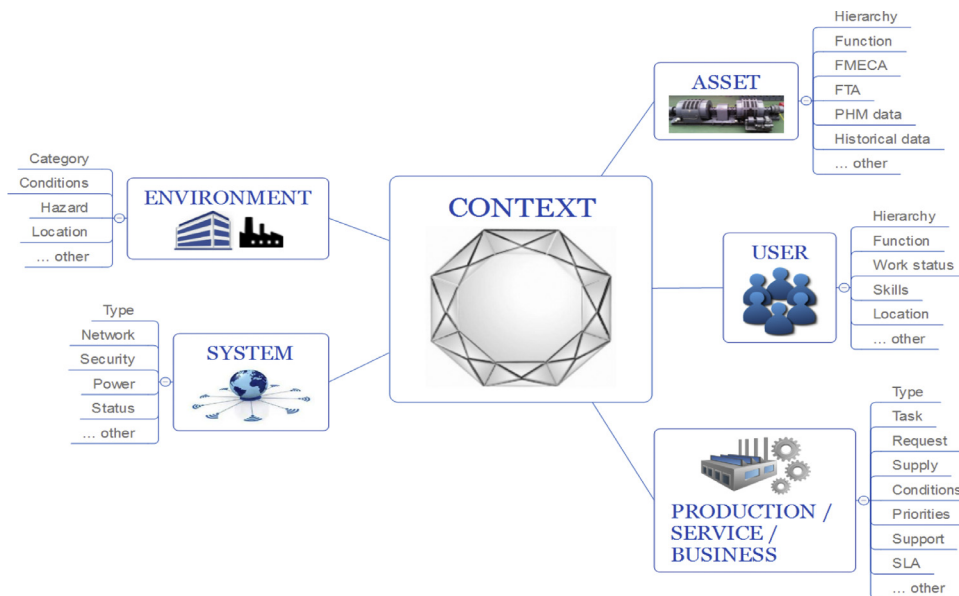 Hierarchy
Function
FMECA
FTA
PHM data
Historical data
... other
ASSET
Category
Conditions
Hazard
Location
... other
ENVIRONMENT
CONTEXT
Hierarchy
Function
Work status
Skills
Location
... other
USER
Type
Network
Security
Power
Status
... other
SYSTEM
Type
Task
Request
Supply
Conditions
Priorities
Support
SLA
... other
PRODUCTION /
SERVICE /
BUSINESS